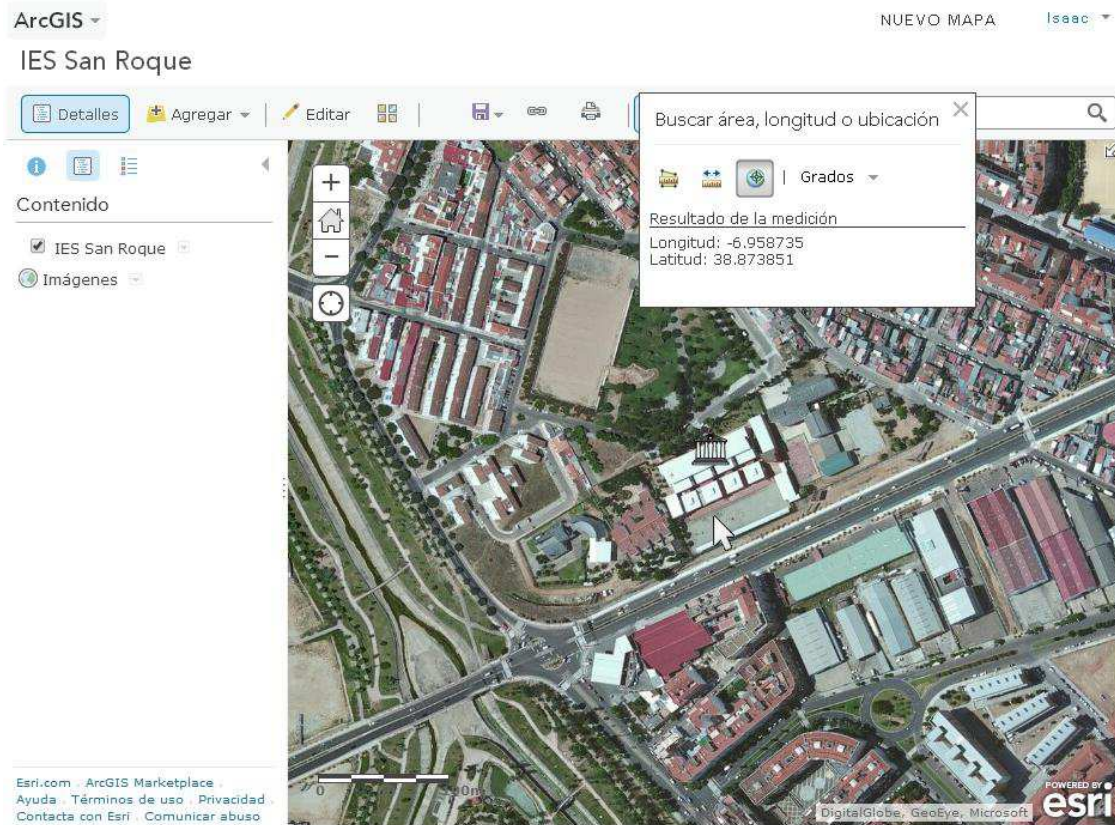 ArcGIS
NUEVO MAPA
Isaac
IES San Roque
Detalles
Agregar
Editar
Buscar área, longitud o ubicación
Grados
Resultado de la medición
Longitud: -6.958735
Latitud: 38.873851
Contenido
IES San Roque
Imágenes
Esri.com . ArcGIS Marketplace .
Ayuda . Términos de uso . Privacidad .
Contacta con Esri . Comunicar abuso
0
DigitalGlobe, GeoEye, Microsoft
POWERED BY
esri